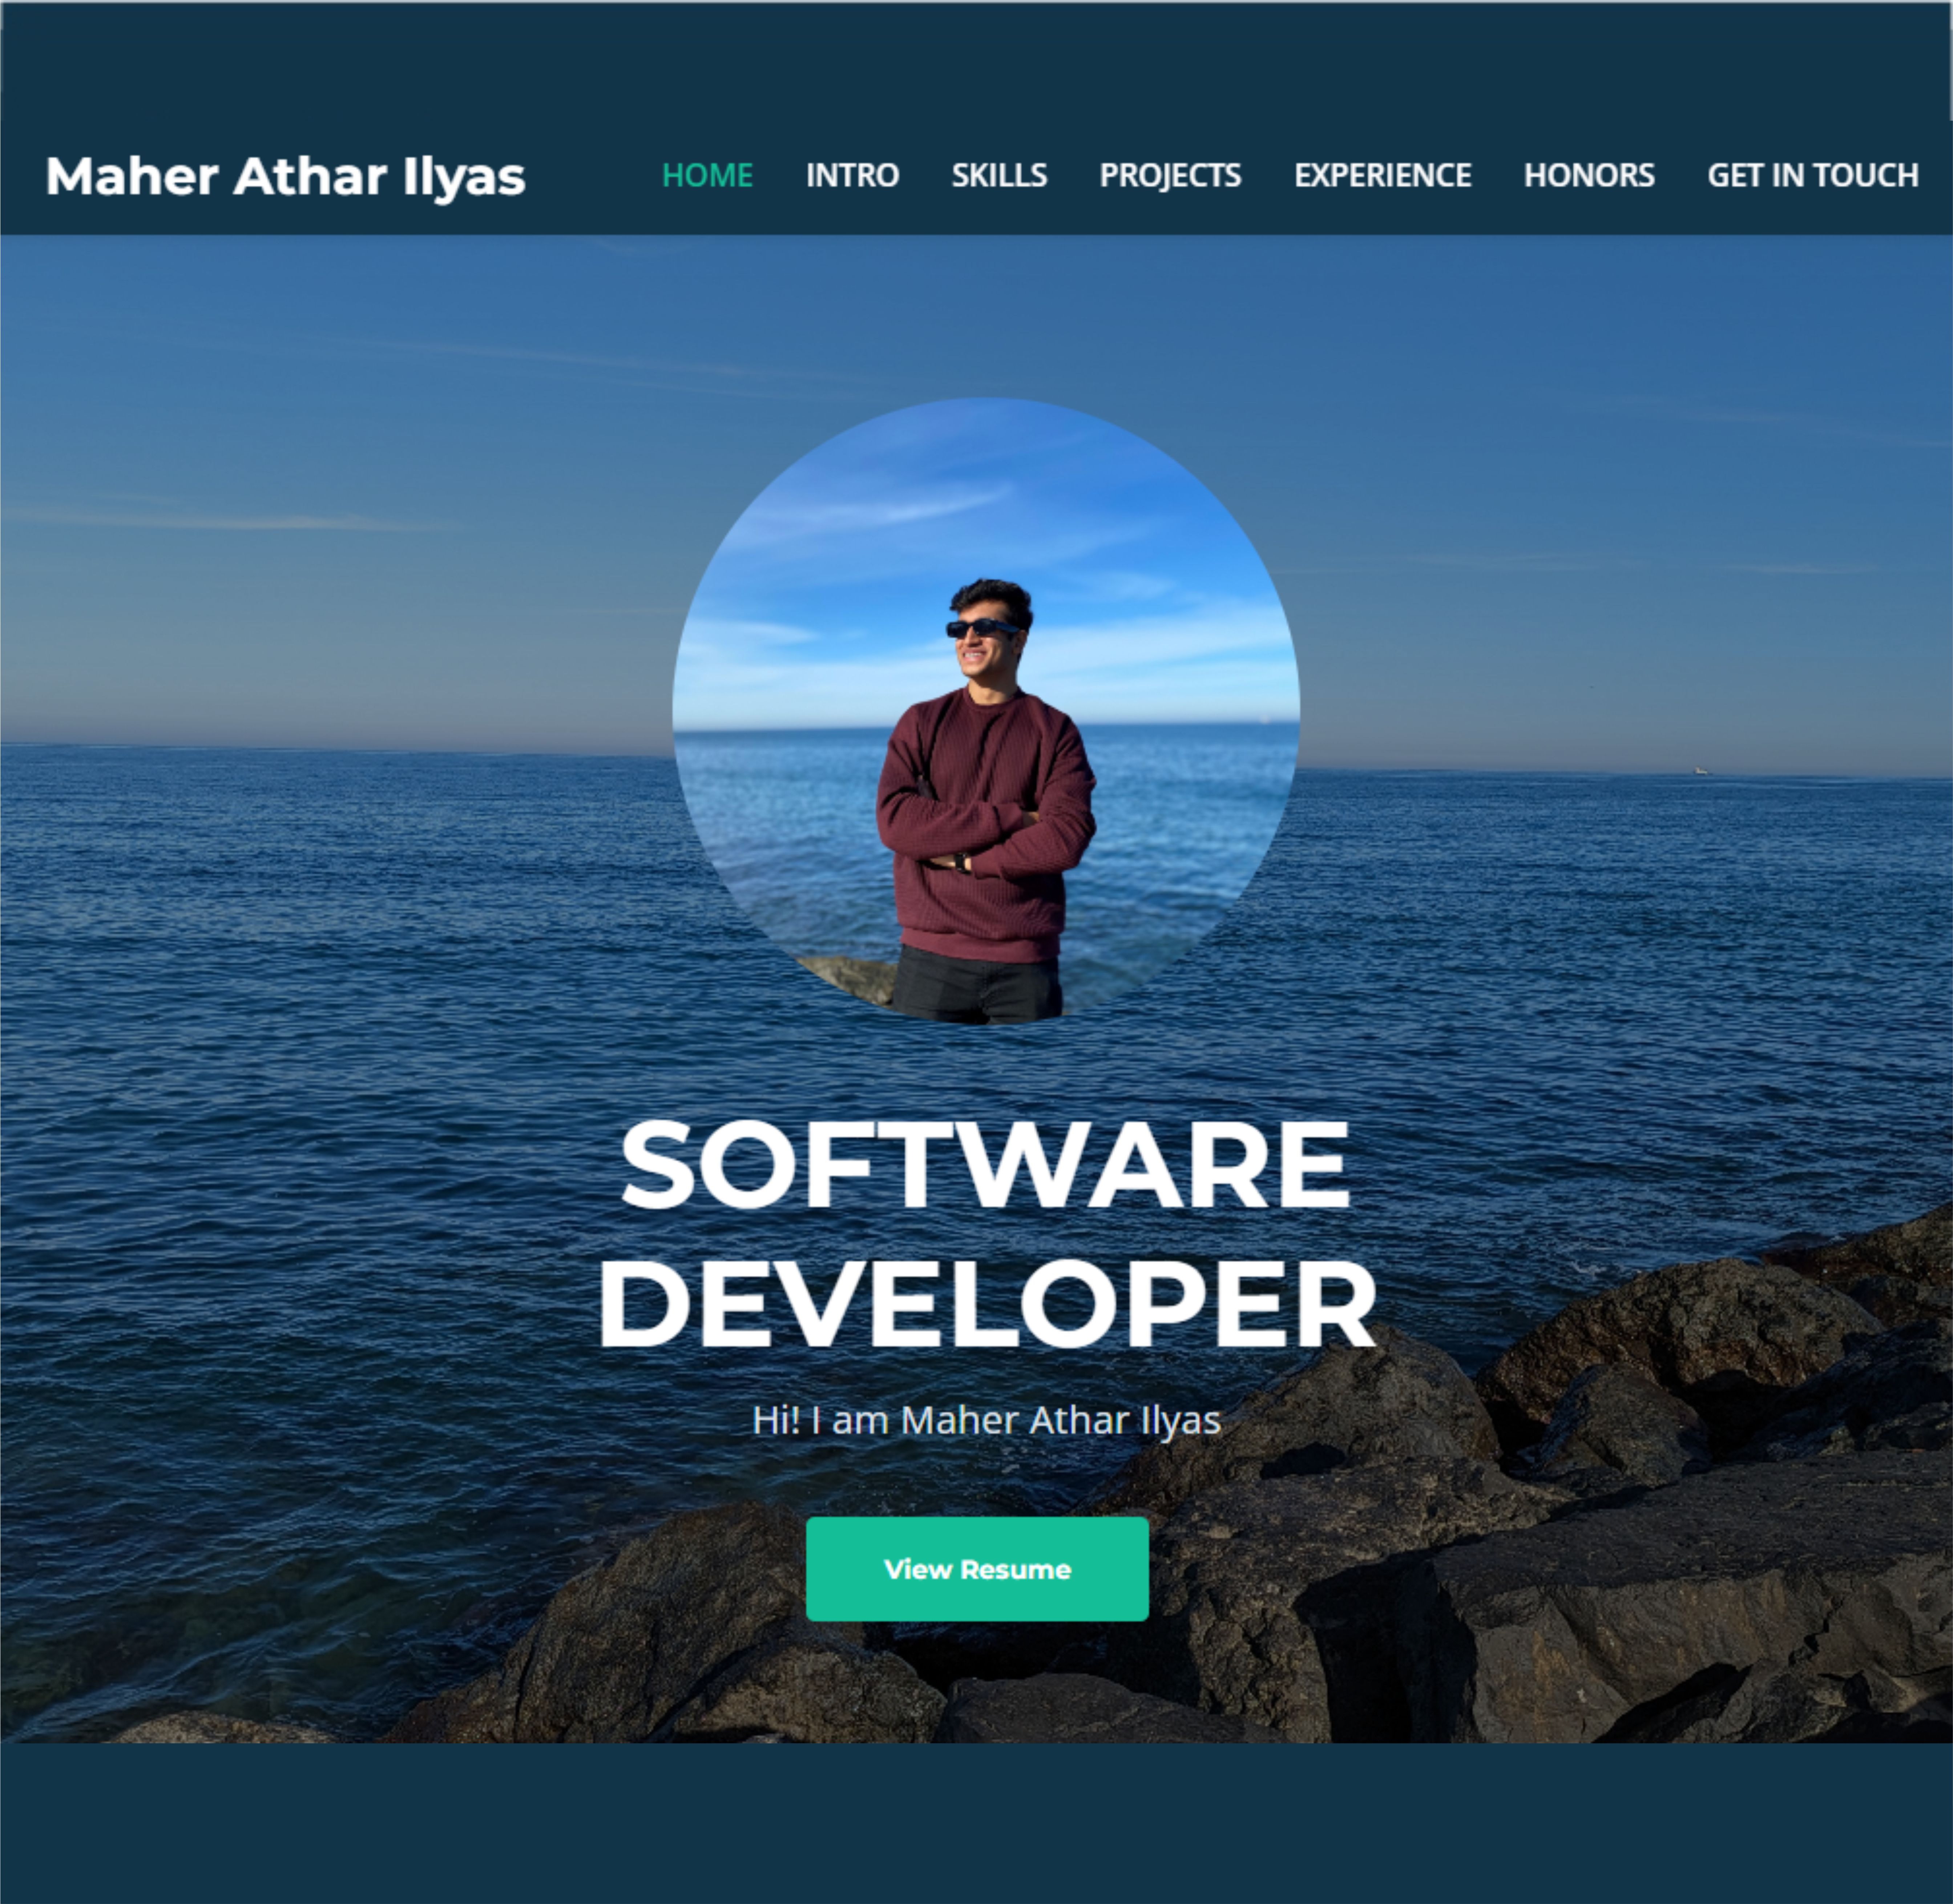 Maher Athar Ilyas
HOME INTRO SKILLS PROJECTS EXPERIENCE HONORS GET IN TOUCH
SOFTWARE
DEVELOPER
Hi! I am Maher Athar Ilyas
View Resume